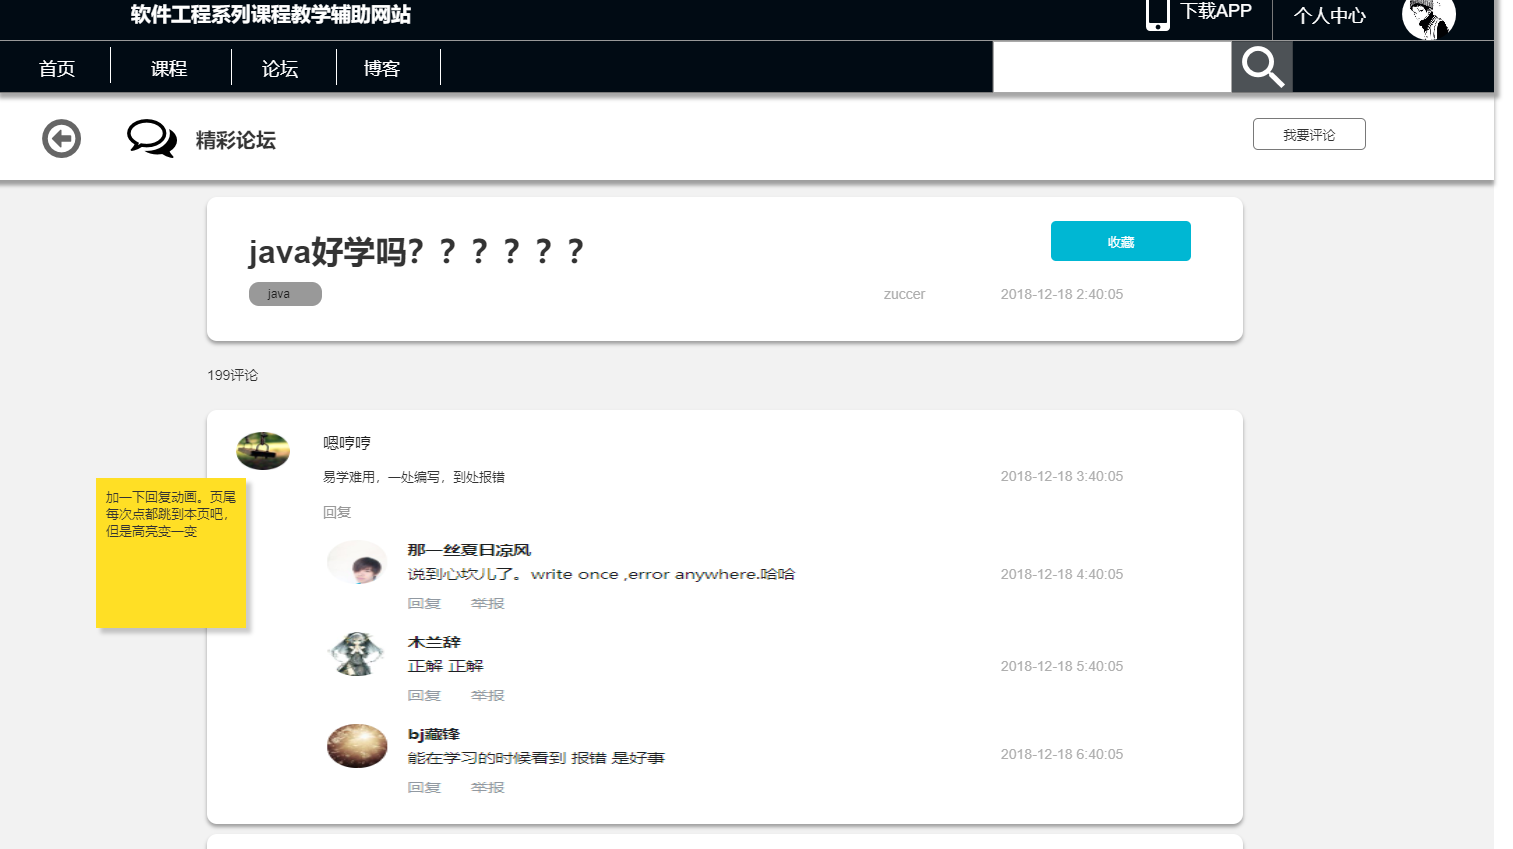 软件工程系列课程教学辅助网站
下载APP
个人中心
首页
课程
论坛
博客
精彩论坛
我要评论
java好学吗？？？？？？
收藏
java
zuccer
2018-12-18 2:40:05
199评论
嗯哼哼
易学难用，一处编写，到处报错
2018-12-18 3:40:05
回复
加一下回复动画。页尾
每次点都跳到本页吧，
但是高亮变一变
那一丝夏日凉风
说到心坎儿了。write once ,error anywhere.哈哈
2018-12-18 4:40:05
回复 举报
木兰辞
正解 正解
2018-12-18 5:40:05
回复 举报
bj藏锋
能在学习的时候看到 报错 是好事
2018-12-18 6:40:05
回复 举报